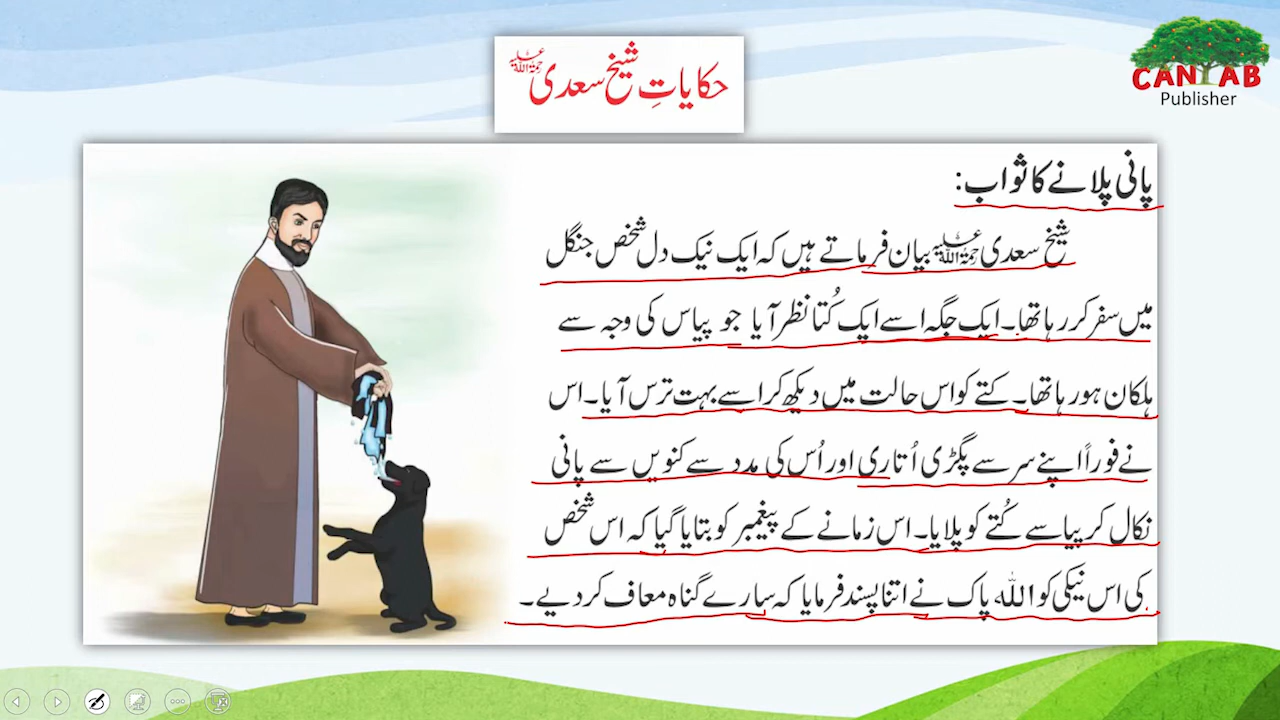 حکایاتِ شیخ سعدی رحمۃ اللہ علیہ
CANTAB
Publisher
پانی پلانے کا ثواب:
شیخ سعدی رحمۃ اللہ علیہ بیان فرماتے ہیں کہ ایک نیک دل شخص جنگل
میں سفر کر رہا تھا۔ ایک جگہ اسے ایک کُتا نظر آیا جو پیاس کی وجہ سے
ہلکان ہو رہا تھا۔ کتے کو اس حالت میں دیکھ کر اسے بہت ترس آیا۔ اس
نے فوراً اپنے سر سے پگڑی اُتاری اور اُس کی مدد سے کنویں سے پانی
نکال کر پیاسے کُتے کو پلایا۔ اس زمانے کے پیغمبر کو بتایا گیا کہ اس شخص
کی اس نیکی کو اللہ پاک نے اتنا پسند فرمایا کہ سارے گناہ معاف کر دیے۔